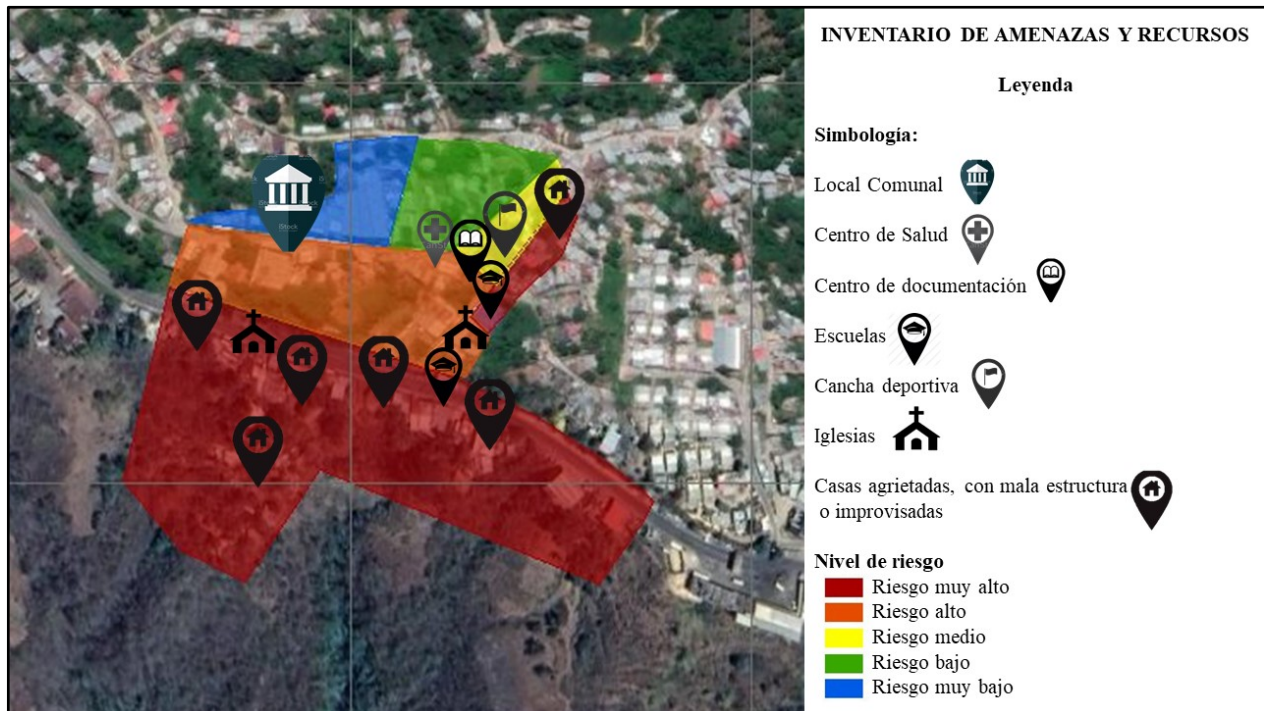 INVENTARIO DE AMENAZAS Y RECURSOS
Leyenda
Simbología:
Local Comunal
Centro de Salud
Centro de documentación
Escuelas
Cancha deportiva
Iglesias
Casas agrietadas, con mala estructura
o improvisadas
Nivel de riesgo
Riesgo muy alto
Riesgo alto
Riesgo medio
Riesgo bajo
Riesgo muy bajo
iStock